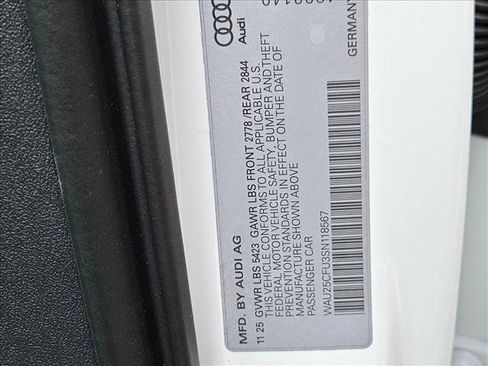 MFD. BY AUDI AG
11 25 GVWR LBS 5423 GAWR LBS FRONT 2778 /REAR 2844
THIS VEHICLE CONFORMS TO ALL APPLICABLE U.S.
FEDERAL MOTOR VEHICLE SAFETY, BUMPER AND THEFT
PREVENTION STANDARDS IN EFFECT ON THE DATE OF
MANUFACTURE SHOWN ABOVE
PASSENGER CAR
WAU25CFU3SN118567
Audi
GERMANY